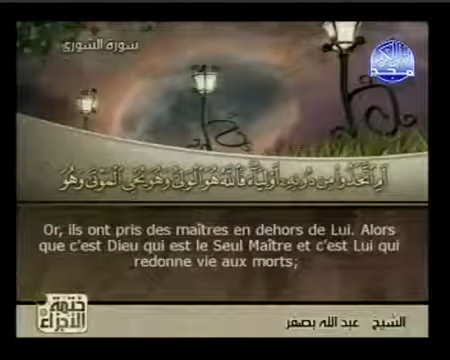 سورة الشورى
المجد
أَمِ اتَّخَذُوا مِن دُونِهِ أَوْلِيَاءَ فَاللَّهُ هُوَ الْوَلِيُّ وَهُوَ يُحْيِي الْمَوْتَى وَهُوَ
Or, ils ont pris des maîtres en dehors de Lui. Alors
que c'est Dieu qui est le Seul Maître et c'est Lui qui
redonne vie aux morts;
ختمة
الأجزاء
الشيخ عبد الله بصفر